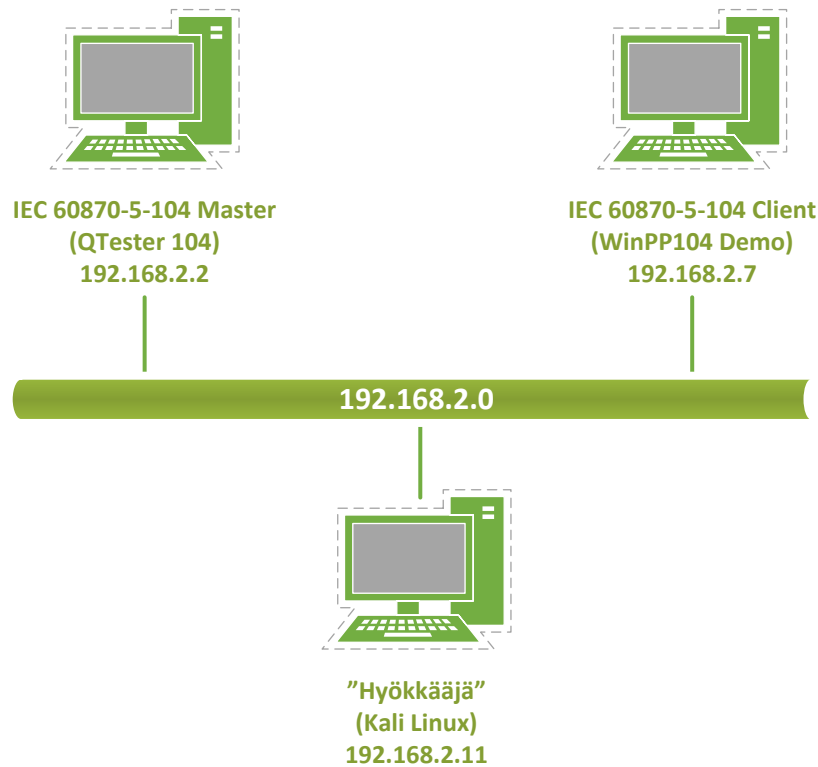 IEC 60870-5-104 Master
(QTester 104)
192.168.2.2
IEC 60870-5-104 Client
(WinPP104 Demo)
192.168.2.7
192.168.2.0
”Hyökkääjä”
(Kali Linux)
192.168.2.11